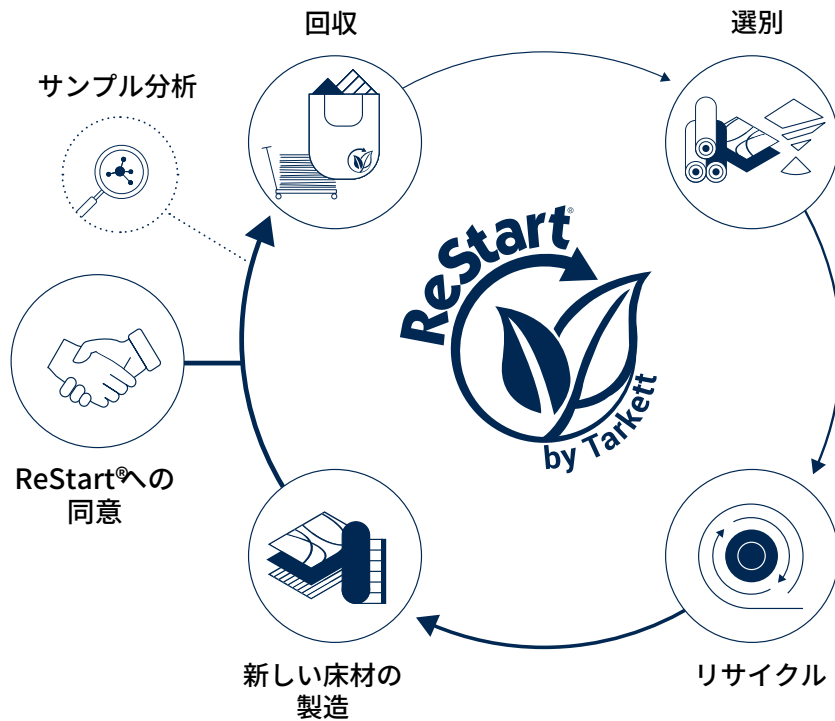 回収
選別
サンプル分析
ReStart®
by Tarkett
ReStart®への
同意
新しい床材の
製造
リサイクル